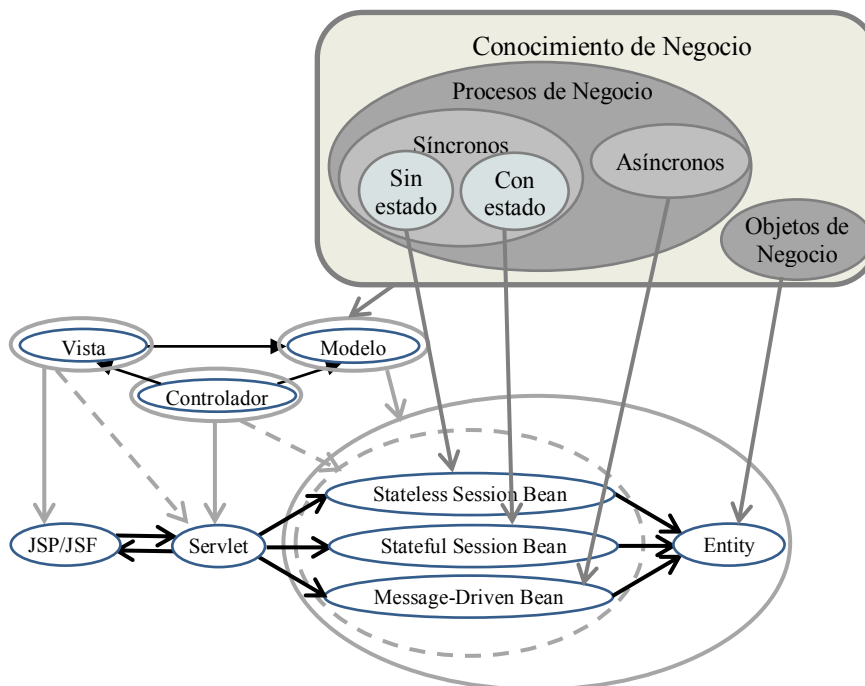 Conocimiento de Negocio
Procesos de Negocio
Síncronos
Asíncronos
Sin
estado
Con
estado
Objetos de
Negocio
Vista
Modelo
Controlador
Stateless Session Bean
JSP/JSF
Servlet
Stateful Session Bean
Entity
Message-Driven Bean